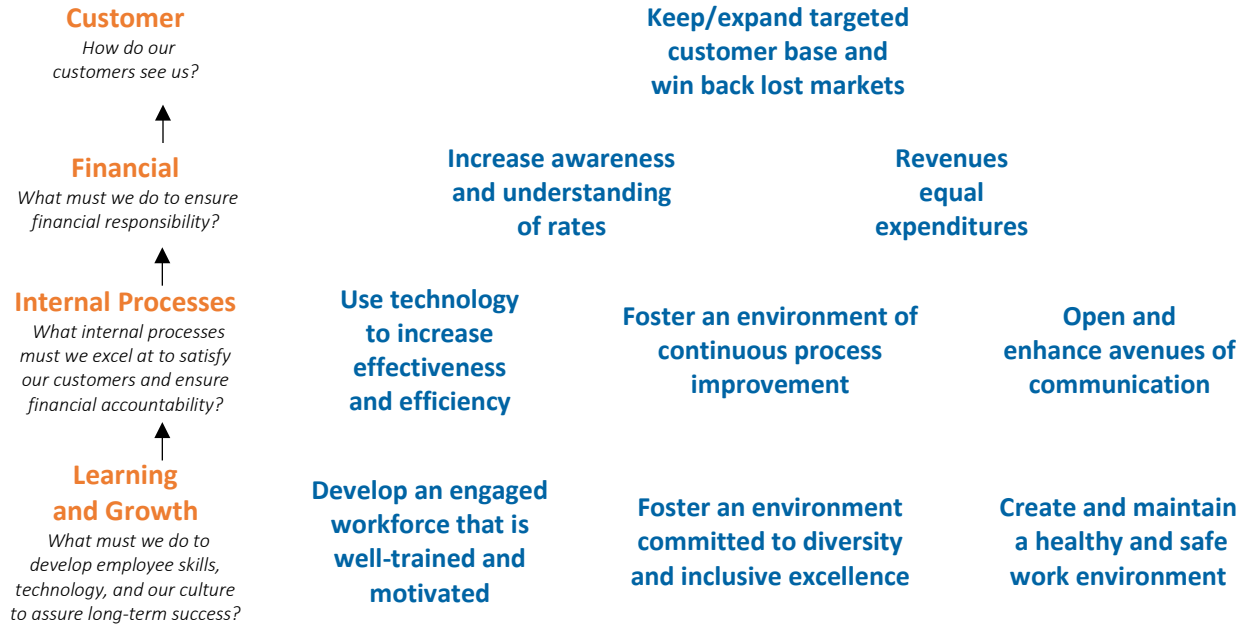 Customer
How do our
customers see us?
Keep/expand targeted
customer base and
win back lost markets
Financial
What must we do to ensure
financial responsibility?
Increase awareness
and understanding
of rates
Revenues
equal
expenditures
Internal Processes
What internal processes
must we excel at to satisfy
our customers and ensure
financial accountability?
Use technology
to increase
effectiveness
and efficiency
Foster an environment of
continuous process
improvement
Open and
enhance avenues of
communication
Learning
and Growth
What must we do to
develop employee skills,
technology, and our culture
to assure long-term success?
Develop an engaged
workforce that is
well-trained and
motivated
Foster an environment
committed to diversity
and inclusive excellence
Create and maintain
a healthy and safe
work environment